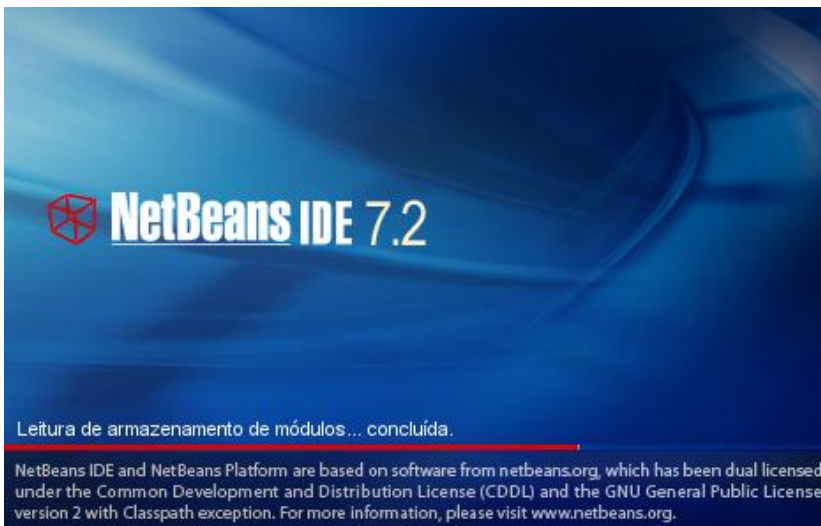 NetBeans IDE 7.2
Leitura de armazenamento de módulos... concluída.
NetBeans IDE and NetBeans Platform are based on software from netbeans.org, which has been dual licensed
under the Common Development and Distribution License (CDDL) and the GNU General Public License
version 2 with Classpath exception. For more information, please visit www.netbeans.org.